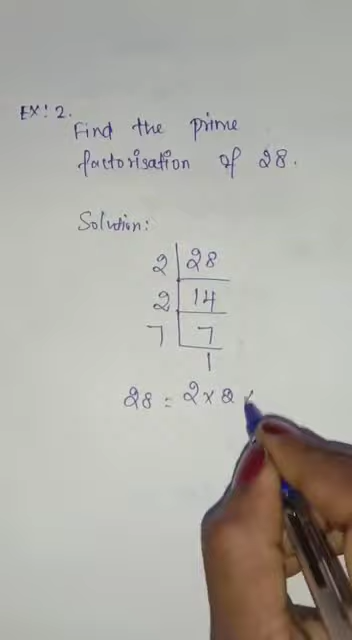 Ex: 2.
Find the prime
factorisation of 28.
Solution:
2 | 28
2 | 14
7 | 7
1
28 = 2 × 2 ×